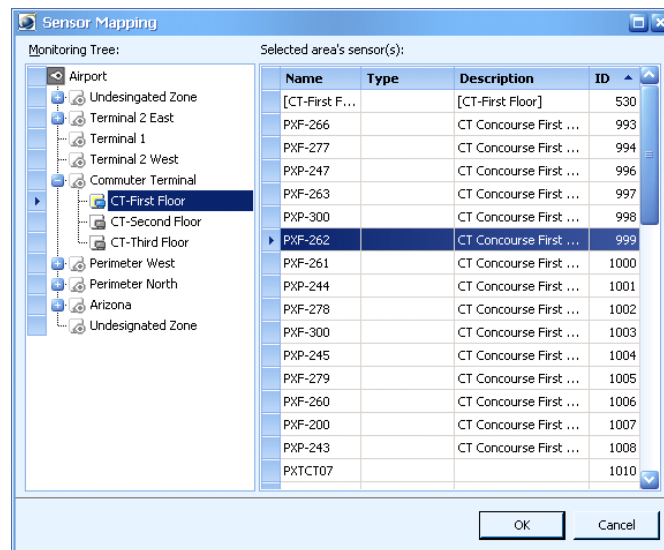 Sensor Mapping
Monitoring Tree:
Selected area's sensor(s):
Airport
Undesingated Zone
Terminal 2 East
Terminal 1
Terminal 2 West
Commuter Terminal
CT-First Floor
CT-Second Floor
CT-Third Floor
Perimeter West
Perimeter North
Arizona
Undesignated Zone
Name Type Description ID
[CT-First F... [CT-First Floor] 530
PXF-266 CT Concourse First ... 993
PXF-277 CT Concourse First ... 994
PXP-247 CT Concourse First ... 996
PXF-263 CT Concourse First ... 997
PXP-300 CT Concourse First ... 998
PXF-262 CT Concourse First ... 999
PXF-261 CT Concourse First ... 1000
PXP-244 CT Concourse First ... 1001
PXF-278 CT Concourse First ... 1002
PXF-300 CT Concourse First ... 1003
PXP-245 CT Concourse First ... 1004
PXF-279 CT Concourse First ... 1005
PXF-260 CT Concourse First ... 1006
PXF-200 CT Concourse First ... 1007
PXP-243 CT Concourse First ... 1008
PXTCT07 1010
OK
Cancel